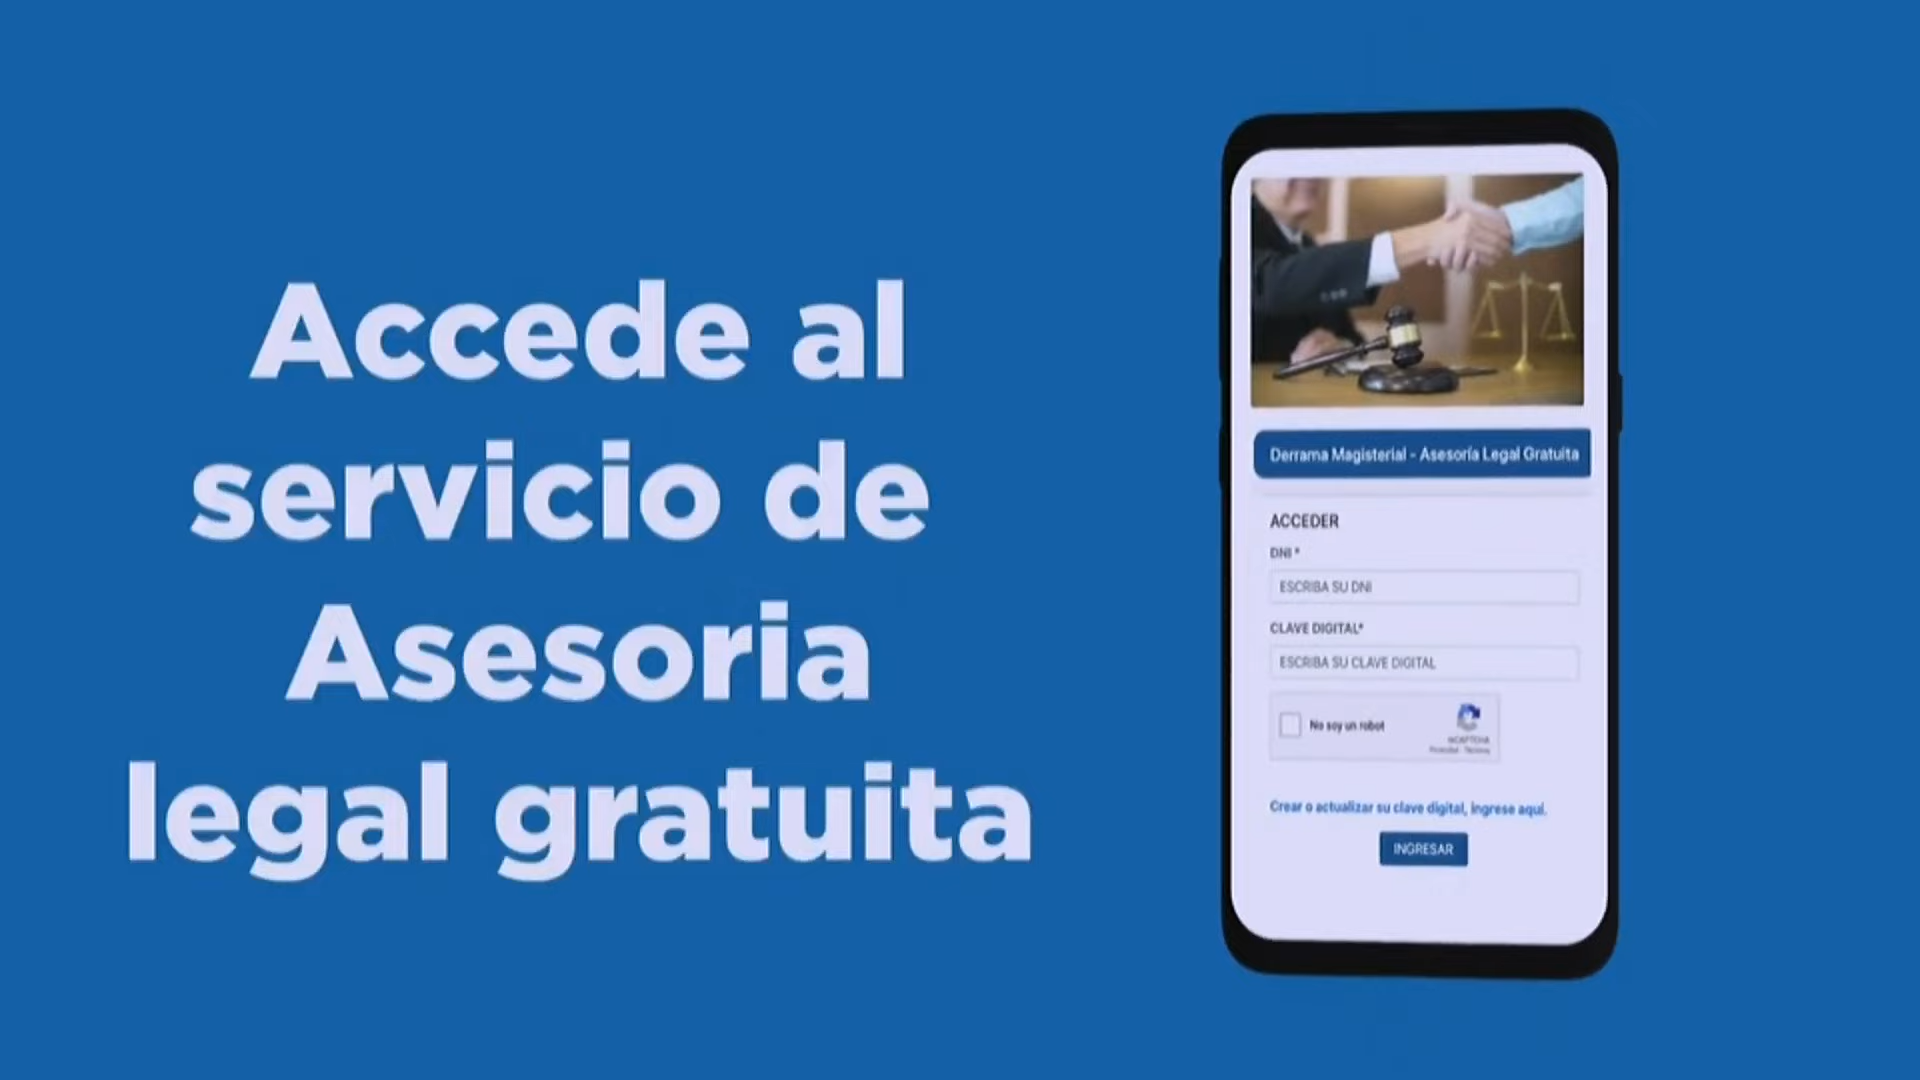 Accede al
servicio de
Asesoria
legal gratuita
Derrama Magisterial - Asesoría Legal Gratuita
ACCEDER
DNI *
ESCRIBA SU DNI
CLAVE DIGITAL*
ESCRIBA SU CLAVE DIGITAL
No soy un robot
reCAPTCHA
Crear o actualizar su clave digital, ingrese aquí.
INGRESAR